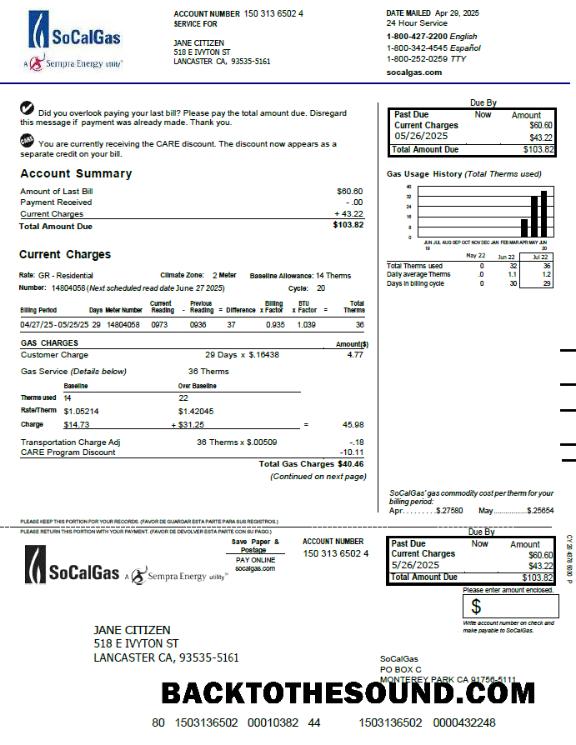 SoCalGas
A Sempra Energy utility
ACCOUNT NUMBER 150 313 6502 4
SERVICE FOR
JANE CITIZEN
518 E IVYTON ST
LANCASTER CA, 93535-5161
DATE MAILED Apr 29, 2025
24 Hour Service
1-800-427-2200 English
1-800-342-4545 Español
1-800-252-0259 TTY
socalgas.com
Did you overlook paying your last bill? Please pay the total amount due. Disregard
this message if payment was already made. Thank you.
CARE
You are currently receiving the CARE discount. The discount now appears as a
separate credit on your bill.
Account Summary
Amount of Last Bill $60.60
Payment Received - .00
Current Charges + 43.22
Total Amount Due $103.82
Due By
Past Due Now Amount
Current Charges $60.60
05/26/2025 $43.22
Total Amount Due $103.82
Gas Usage History (Total Therms used)
40
32
24
16
8
0
JUN JUL AUG SEP OCT NOV DEC JAN FEB MAR APR MAY JUN
May 22 Jun 22 Jul 22
Total Therms used 0 32 36
Daily average Therms .0 1.1 1.2
Days in billing cycle 0 30 29
Current Charges
Rate: GR - Residential Climate Zone: 2 Meter Baseline Allowance: 14 Therms
Number: 14804058 (Next scheduled read date June 27 2025) Cycle: 20
Billing Period Days Meter Number Current Reading - Previous Reading = Difference x Billing Factor x BTU Factor = Total Therms
04/27/25 - 05/25/25 29 14804058 0973 0936 37 0.935 1.039 36
GAS CHARGES Amount($)
Customer Charge 29 Days x $.16438 4.77
Gas Service (Details below) 36 Therms
Baseline Over Baseline
Therms used 14 22
Rate/Therm $1.05214 $1.42045
Charge $14.73 + $31.25 = 45.98
Transportation Charge Adj 36 Therms x $.00509 -.18
CARE Program Discount -10.11
Total Gas Charges $40.46
(Continued on next page)
SoCalGas' gas commodity cost per therm for your
billing period:
Apr. . . . . . . .$.27580 May. . . . . . . . . . . .$.25654
PLEASE KEEP THIS PORTION FOR YOUR RECORDS. (FAVOR DE GUARDAR ESTA PARTE PARA SUS REGISTROS.)
PLEASE RETURN THIS PORTION WITH YOUR PAYMENT. (FAVOR DE DEVOLVER ESTA PARTE CON SU PAGO.)
SoCalGas
A Sempra Energy utility
Save Paper &
Postage
PAY ONLINE
socalgas.com
ACCOUNT NUMBER
150 313 6502 4
Due By
Past Due Now Amount
Current Charges $60.60
5/26/2025 $43.22
Total Amount Due $103.82
Please enter amount enclosed.
$
Write account number on check and
make payable to SoCalGas.
JANE CITIZEN
518 E IVYTON ST
LANCASTER CA, 93535-5161
SoCalGas
PO BOX C
MONTEREY PARK CA 91756-5111
BACKTOTHESOUND.COM
80 1503136502 00010382 44 1503136502 0000432248